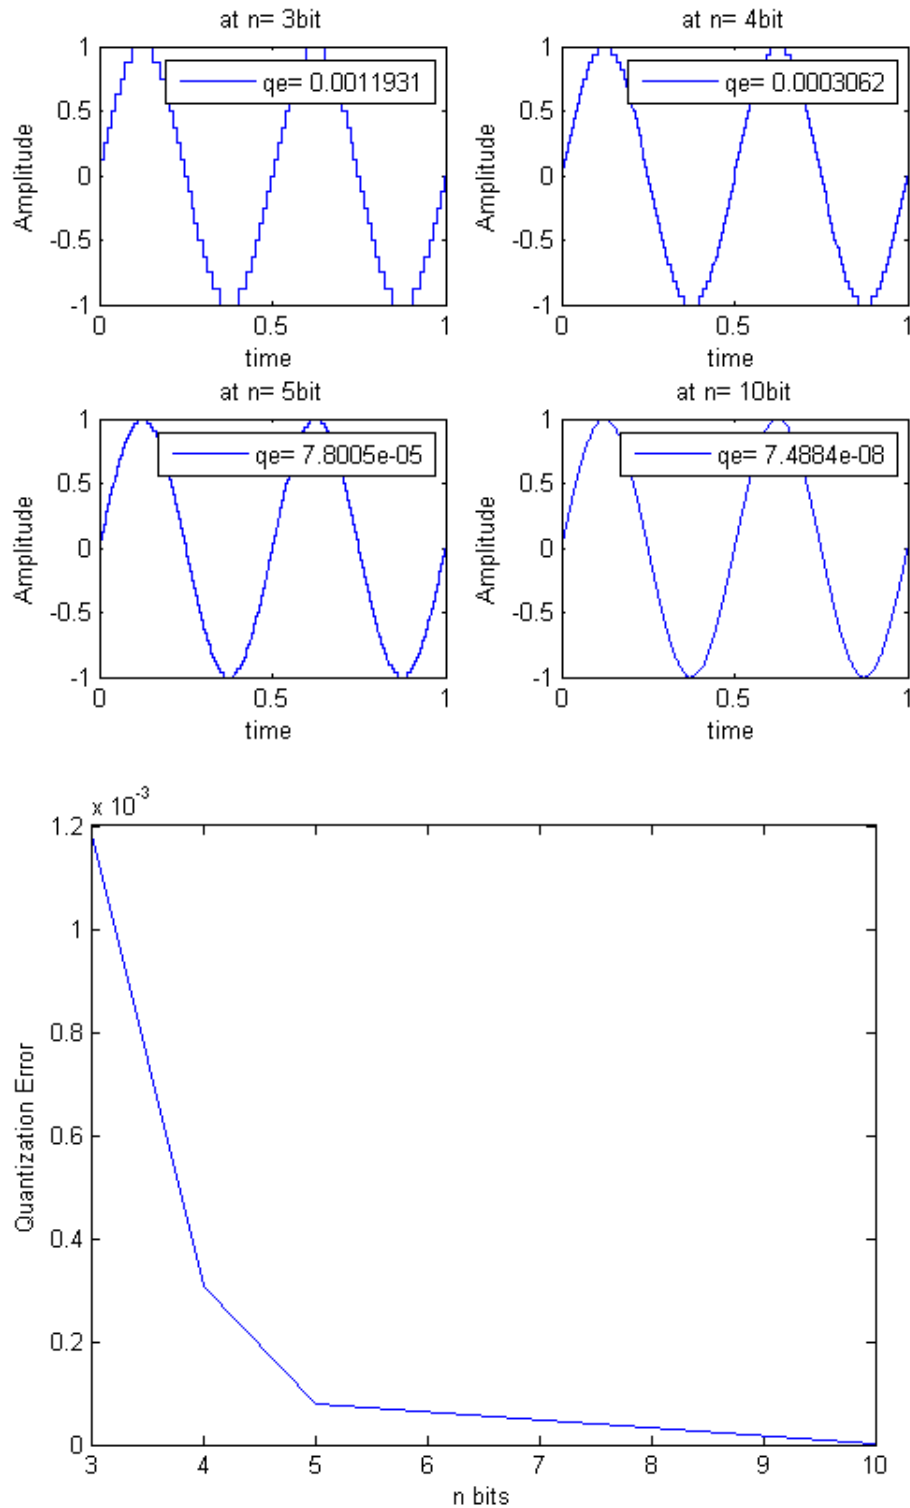 at n= 3bit
1
0.5
0
-0.5
-1
Amplitude
qe= 0.0011931
0 0.5 1
time
at n= 4bit
1
0.5
0
-0.5
-1
Amplitude
qe= 0.0003062
0 0.5 1
time
at n= 5bit
1
0.5
0
-0.5
-1
Amplitude
qe= 7.8005e-05
0 0.5 1
time
at n= 10bit
1
0.5
0
-0.5
-1
Amplitude
qe= 7.4884e-08
0 0.5 1
time
x 10-3
1.2
1
0.8
0.6
0.4
0.2
0
Quantization Error
3 4 5 6 7 8 9 10
n bits